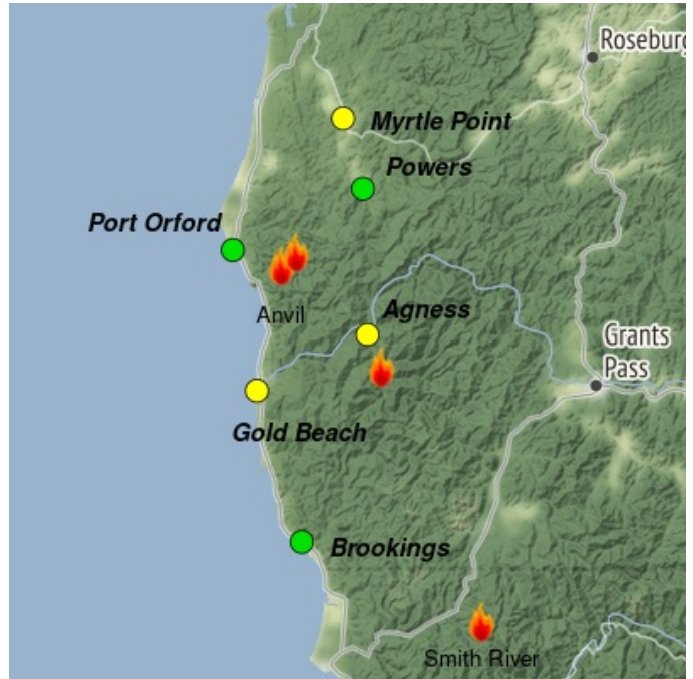 Roseburg
Myrtle Point
Powers
Port Orford
Anvil
Agness
Grants
Pass
Gold Beach
Brookings
Smith River